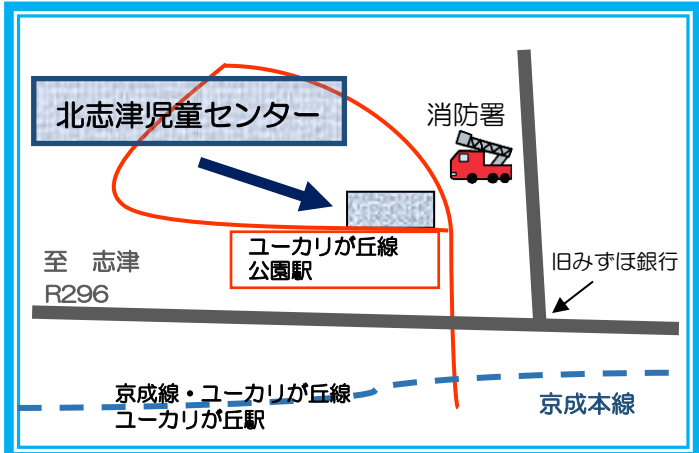 北志津児童センター
消防署
ユーカリが丘線
公園駅
至　志津
R296
旧みずほ銀行
京成線・ユーカリが丘線
ユーカリが丘駅
京成本線